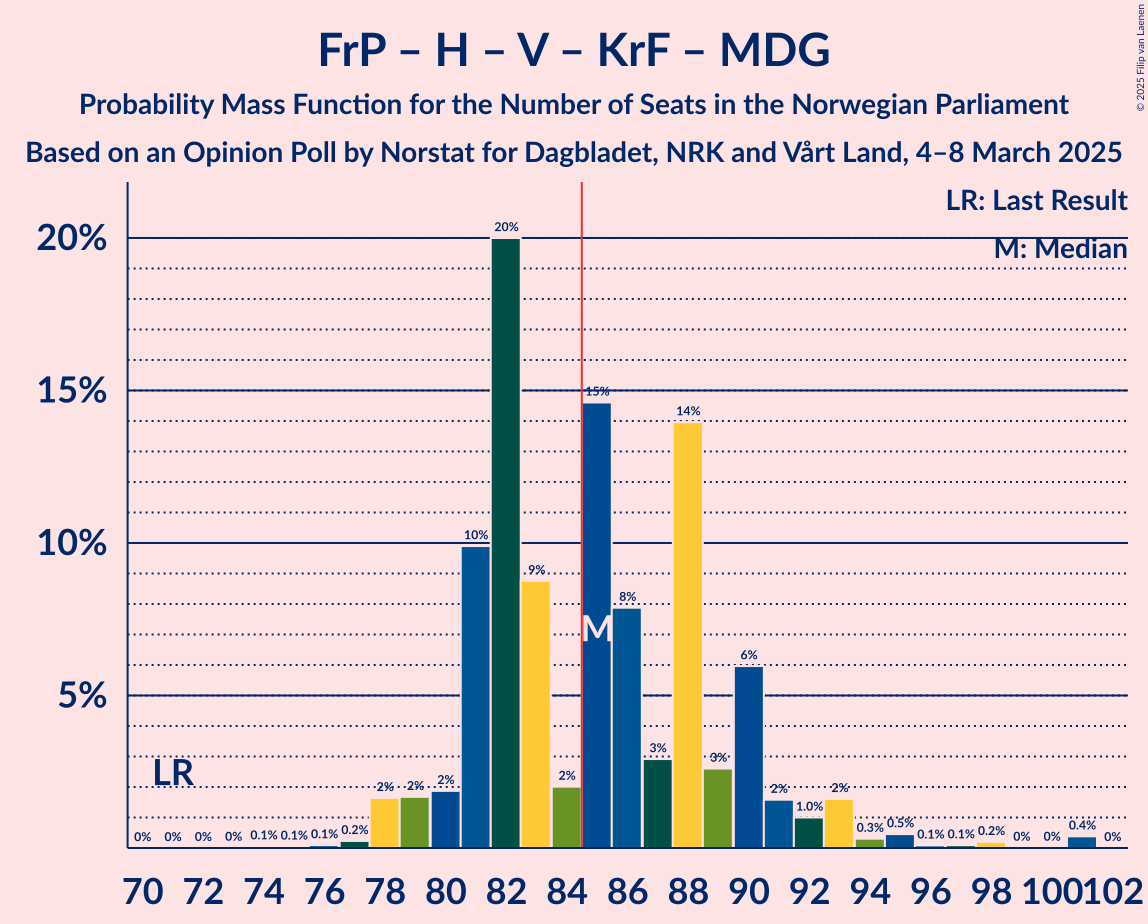 FrP – H – V – KrF – MDG
Probability Mass Function for the Number of Seats in the Norwegian Parliament
Based on an Opinion Poll by Norstat for Dagbladet, NRK and Vårt Land, 4–8 March 2025
© 2025 Filip van Laenen
LR: Last Result
M: Median
20%
15%
10%
5%
LR
M
0% 0% 0% 0% 0.1% 0.1% 0.1% 0.2% 2% 2% 2% 10% 20% 9% 2% 15% 8% 3% 14% 3% 6% 2% 1.0% 2% 0.3% 0.5% 0.1% 0.1% 0.2% 0% 0% 0.4% 0%
70 72 74 76 78 80 82 84 86 88 90 92 94 96 98 100 102